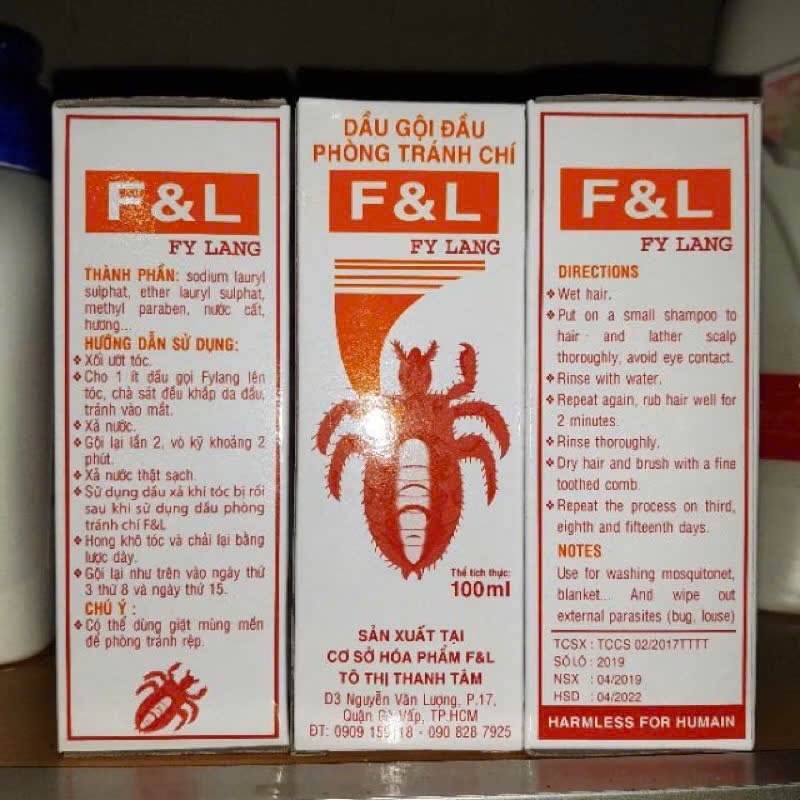 F&L
FY LANG
THÀNH PHẦN: sodium lauryl
sulphat, ether lauryl sulphat,
methyl paraben, nước cất,
hương...
HƯỚNG DẪN SỬ DỤNG:
❖ Xối ướt tóc.
❖ Cho 1 ít dầu gọi Fylang lên
tóc, chà sát đều khắp da đầu,
tránh vào mắt.
❖ Xả nước.
❖ Gội lại lần 2, vò kỹ khoảng 2
phút.
❖ Xả nước thật sạch.
❖ Sử dụng dầu xả khi tóc bị rối
sau khi sử dụng dầu phòng
tránh chí F&L
❖ Hong khô tóc và chải lại bằng
lược dày.
❖ Gội lại như trên vào ngày thứ
3 thứ 8 và ngày thứ 15.
CHÚ Ý :
❖ Có thể dùng giặt mùng mền
để phòng tránh rệp.
DẦU GỘI ĐẦU
PHÒNG TRÁNH CHÍ
F&L
FY LANG
Thể tích thực:
100ml
SẢN XUẤT TẠI
CƠ SỞ HÓA PHẨM F&L
TÔ THỊ THANH TÂM
D3 Nguyễn Văn Lượng, P.17,
Quận Gò Vấp, TP.HCM
ĐT: 0909 - 090 828 7925
F&L
FY LANG
DIRECTIONS
❖ Wet hair.
❖ Put on a small shampoo to
hair and lather scalp
thoroughly, avoid eye contact.
❖ Rinse with water.
❖ Repeat again, rub hair well for
2 minutes.
❖ Rinse thoroughly.
❖ Dry hair and brush with a fine
toothed comb.
❖ Repeat the process on third,
eighth and fifteenth days.
NOTES
Use for washing mosquitonet,
blanket... And wipe out
external parasites (bug, louse)
TCSX : TCCS 02/2017TTTT
SỐ LÔ : 2019
NSX : 04/2019
HSD : 04/2022
HARMLESS FOR HUMAIN